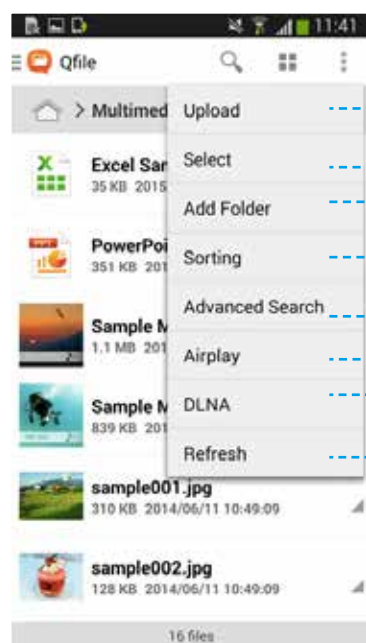 11:41
Qfile
> Multimed
Upload
Select
Add Folder
Sorting
Advanced Search
Airplay
DLNA
Refresh
Excel Sar
35 KB 2015
PowerPoi
351 KB 201
Sample M
1.1 MB 201
Sample M
839 KB 201
sample001.jpg
310 KB 2014/06/11 10:49:09
sample002.jpg
128 KB 2014/06/11 10:49:09
16 files